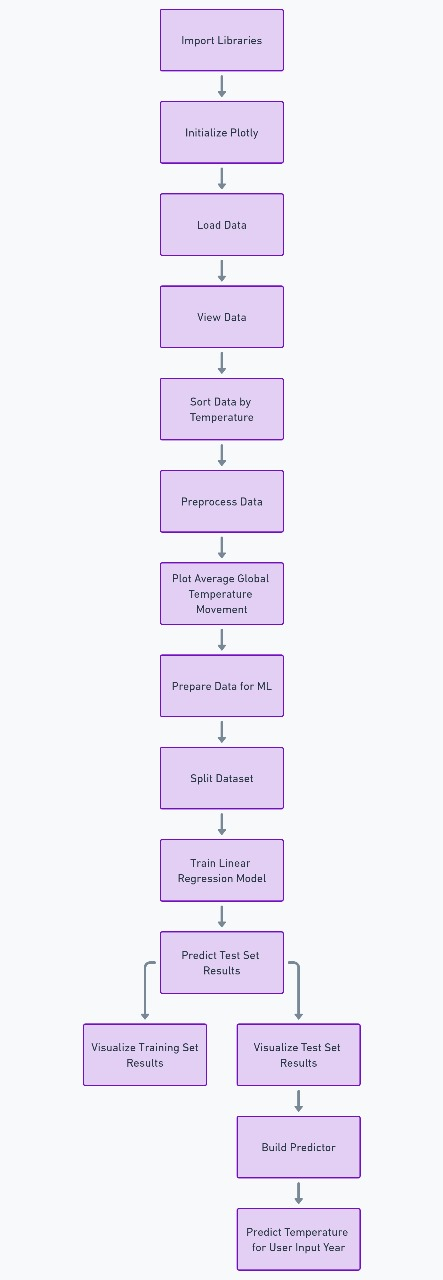 Import Libraries
Initialize Plotly
Load Data
View Data
Sort Data by
Temperature
Preprocess Data
Plot Average Global
Temperature
Movement
Prepare Data for ML
Split Dataset
Train Linear
Regression Model
Predict Test Set
Results
Visualize Training Set
Results
Visualize Test Set
Results
Build Predictor
Predict Temperature
for User Input Year